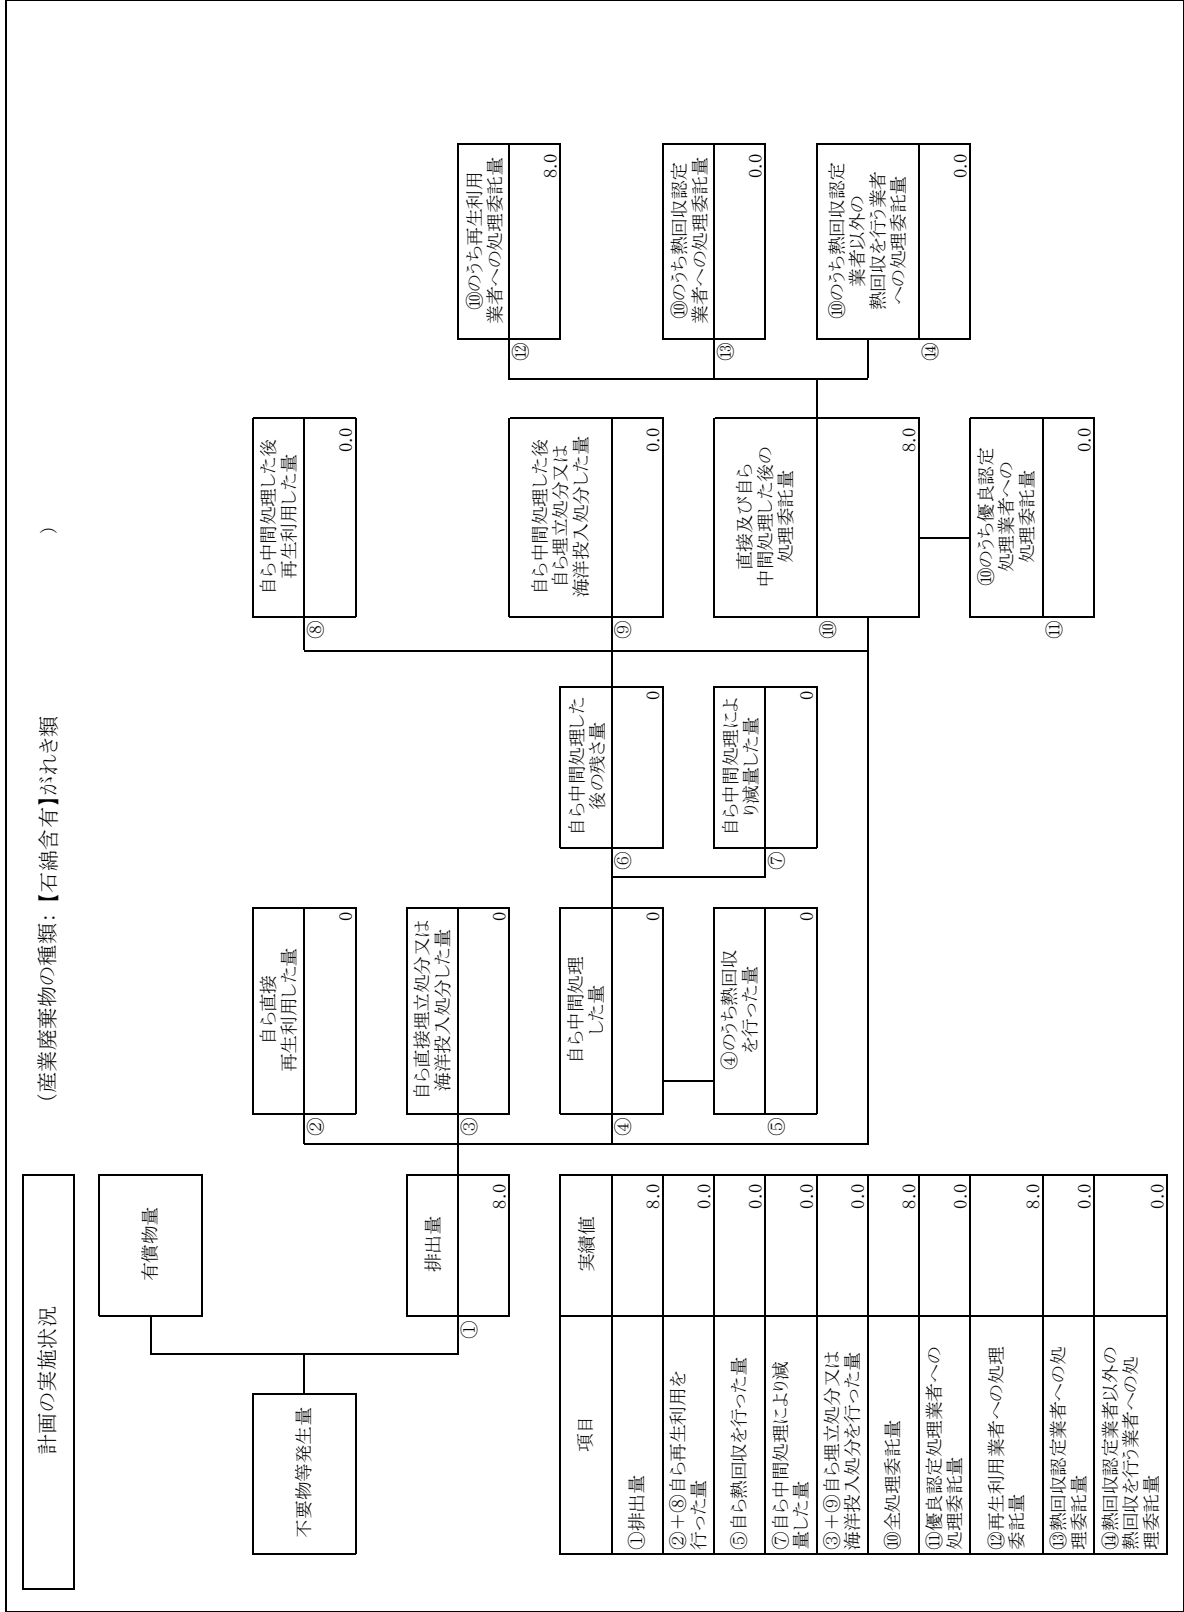 計画の実施状況
(産業廃棄物の種類：【石綿含有】がれき類
)
不要物等発生量
有償物量
排出量
①
8.0
自ら直接
再生利用した量
②
0
自ら直接埋立処分又は
海洋投入処分した量
③
0
自ら中間処理
した量
④
0
④のうち熱回収
を行った量
⑤
0
自ら中間処理した
後の残さ量
⑥
0
自ら中間処理によ
り減量した量
⑦
0
自ら中間処理した後
再生利用した量
⑧
0.0
自ら中間処理した後
自ら埋立処分又は
海洋投入処分した量
⑨
0.0
直接及び自ら
中間処理した後の
処理委託量
⑩
8.0
⑩のうち優良認定
処理業者への
処理委託量
⑪
0.0
⑩のうち再生利用
業者への処理委託量
⑫
8.0
⑩のうち熱回収認定
業者への処理委託量
⑬
0.0
⑩のうち熱回収認定
業者以外の
熱回収を行う業者
への処理委託量
⑭
0.0
項目
実績値
①排出量
8.0
②＋⑧自ら再生利用を
行った量
0.0
⑤自ら熱回収を行った量
0.0
⑦自ら中間処理により減
量した量
0.0
③＋⑨自ら埋立処分又は
海洋投入処分を行った量
0.0
⑩全処理委託量
8.0
⑪優良認定処理業者への
処理委託量
0.0
⑫再生利用業者への処理
委託量
8.0
⑬熱回収認定業者への処
理委託量
0.0
⑭熱回収認定業者以外の
熱回収を行う業者への処
理委託量
0.0